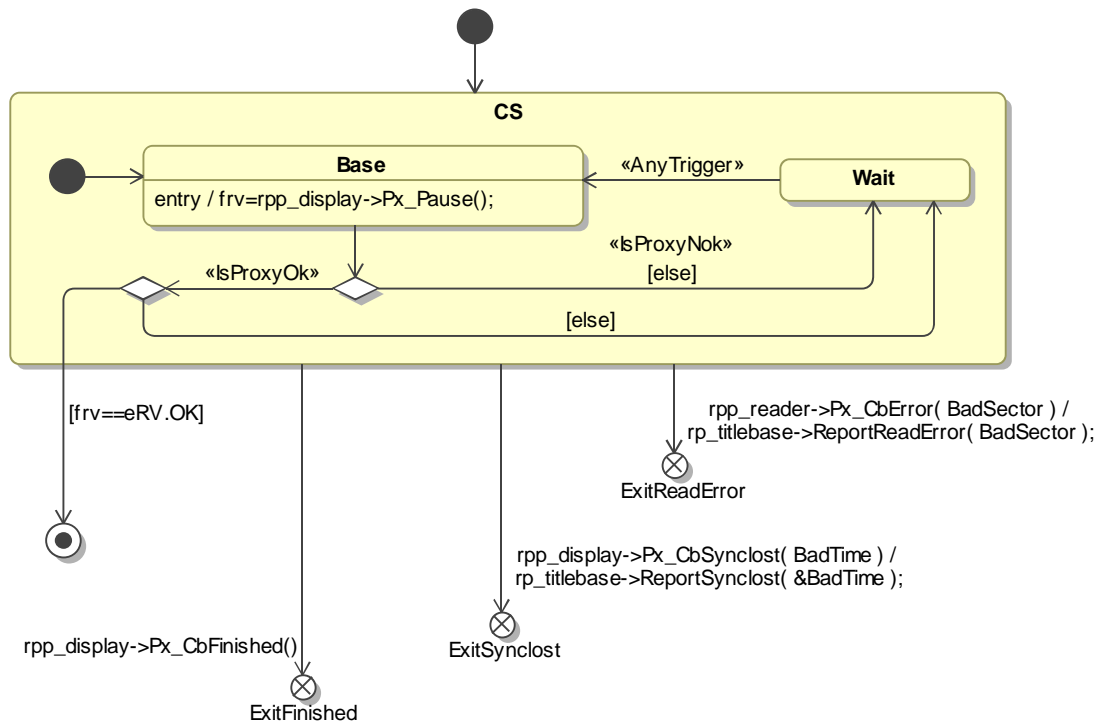 CS
Base
entry / frv=rpp_display->Px_Pause();
«AnyTrigger»
Wait
«IsProxyOk»
«IsProxyNok»
[else]
[else]
[frv==eRV.OK]
rpp_reader->Px_CbError( BadSector ) /
rp_titlebase->ReportReadError( BadSector );
ExitReadError
rpp_display->Px_CbSynclost( BadTime ) /
rp_titlebase->ReportSynclost( &BadTime );
ExitSynclost
rpp_display->Px_CbFinished()
ExitFinished